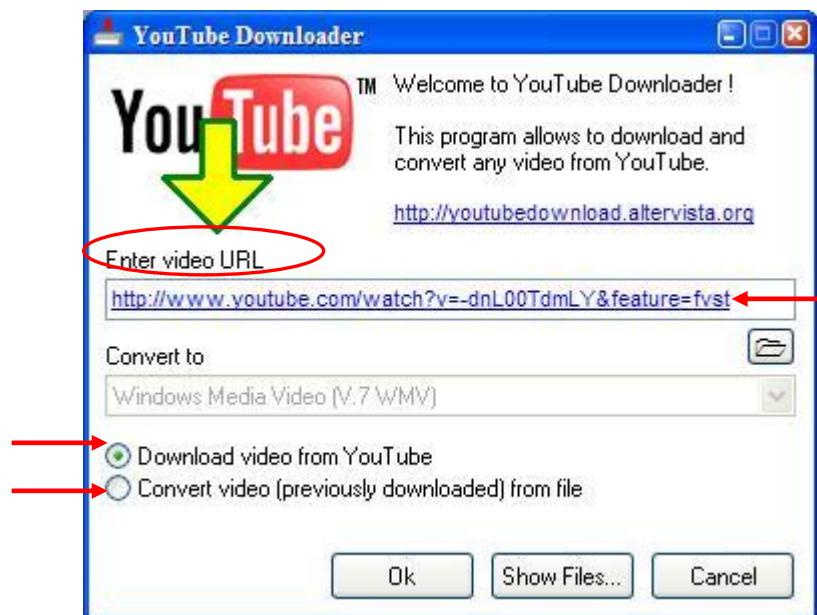 YouTube Downloader
You Tube TM
Welcome to YouTube Downloader !
This program allows to download and
convert any video from YouTube.
http://youtubedownload.altervista.org
Enter video URL
http://www.youtube.com/watch?v=-dnL00TdmLY&feature=fvst
Convert to
Windows Media Video (V.7 WMV)
Download video from YouTube
Convert video (previously downloaded) from file
Ok
Show Files...
Cancel